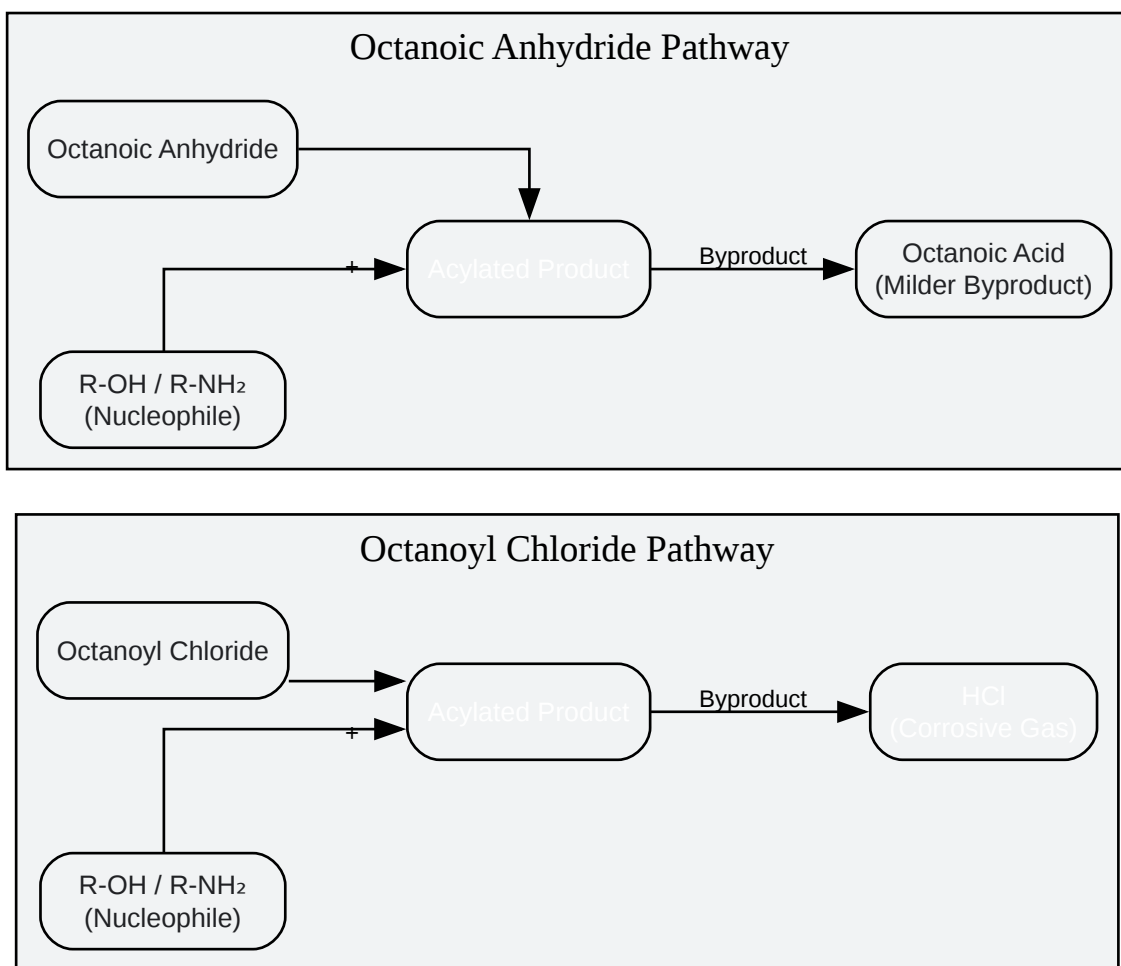 Octanoic Anhydride Pathway
Octanoic Anhydride
+
Acylated Product
Byproduct
Octanoic Acid
(Milder Byproduct)
R-OH / R-NH₂
(Nucleophile)
Octanoyl Chloride Pathway
Octanoyl Chloride
+
Acylated Product
Byproduct
HCl
(Corrosive Gas)
R-OH / R-NH₂
(Nucleophile)